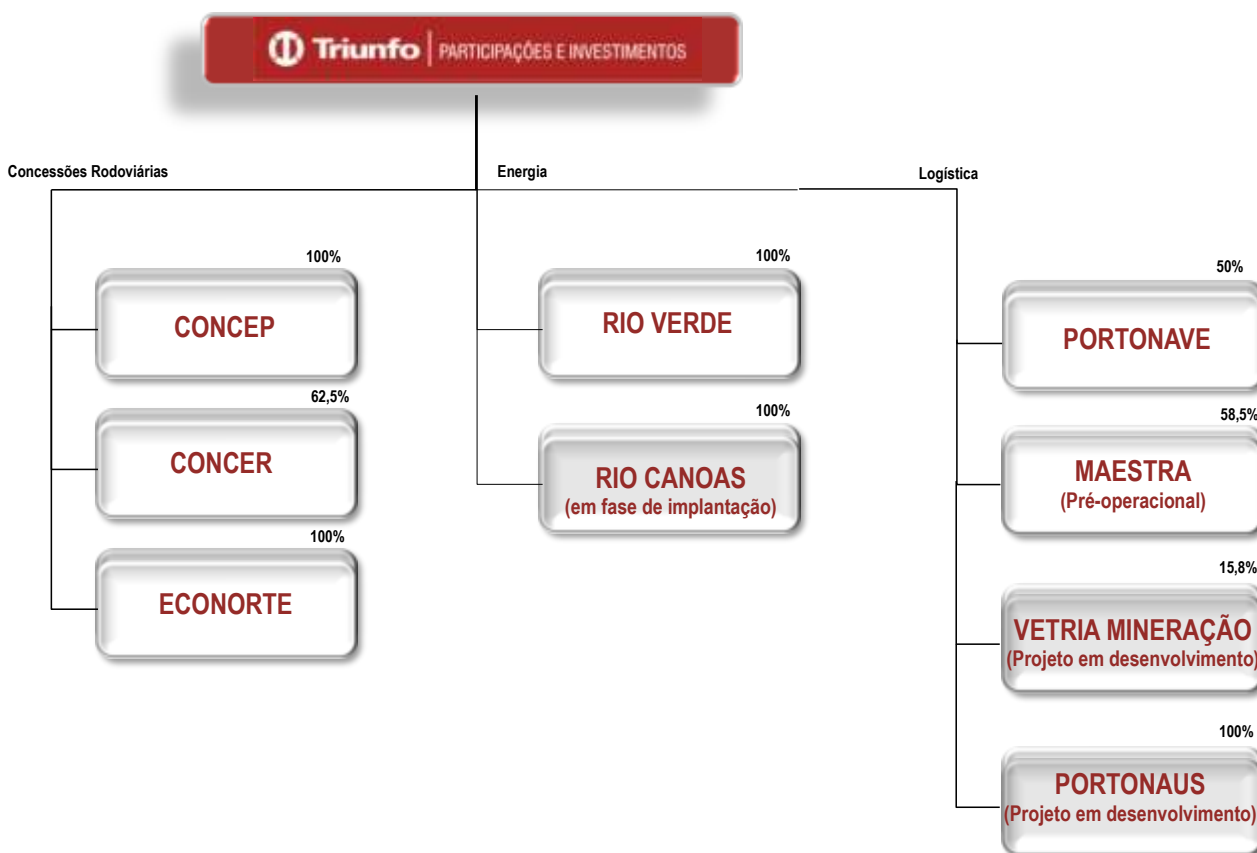 Triunfo PARTICIPAÇÕES E INVESTIMENTOS
Concessões Rodoviárias
100%
CONCEP
62,5%
CONCER
100%
ECONORTE
Energia
100%
RIO VERDE
100%
RIO CANOAS
(em fase de implantação)
Logística
50%
PORTONAVE
58,5%
MAESTRA
(Pré-operacional)
15,8%
VETRIA MINERAÇÃO
(Projeto em desenvolvimento)
100%
PORTONAUS
(Projeto em desenvolvimento)